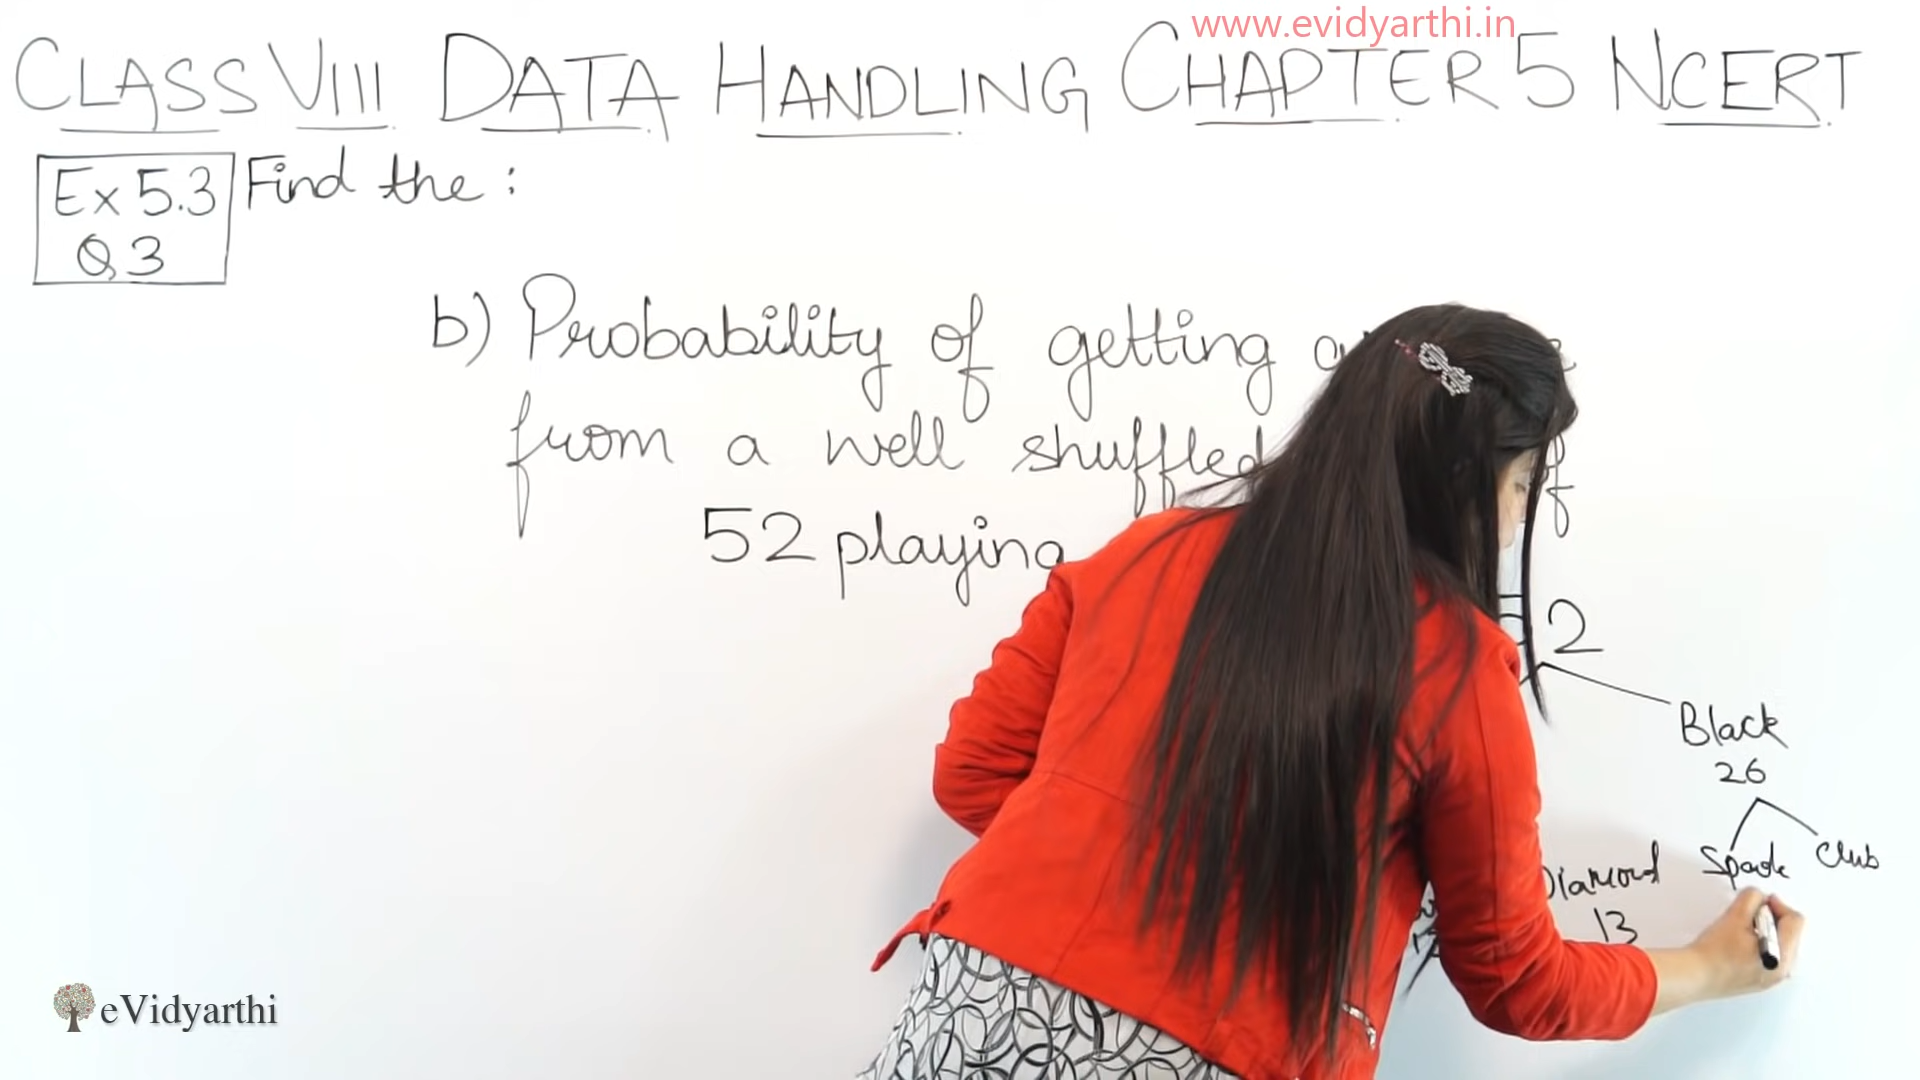 www.evidyarthi.in
CLASS VIII DATA HANDLING CHAPTER 5 NCERT
Ex 5.3
Q3
Find the :
b) Probability of getting
from a well shuffled
52 playing
2
Black
26
Spade Club
Diamond
13
eVidyarthi